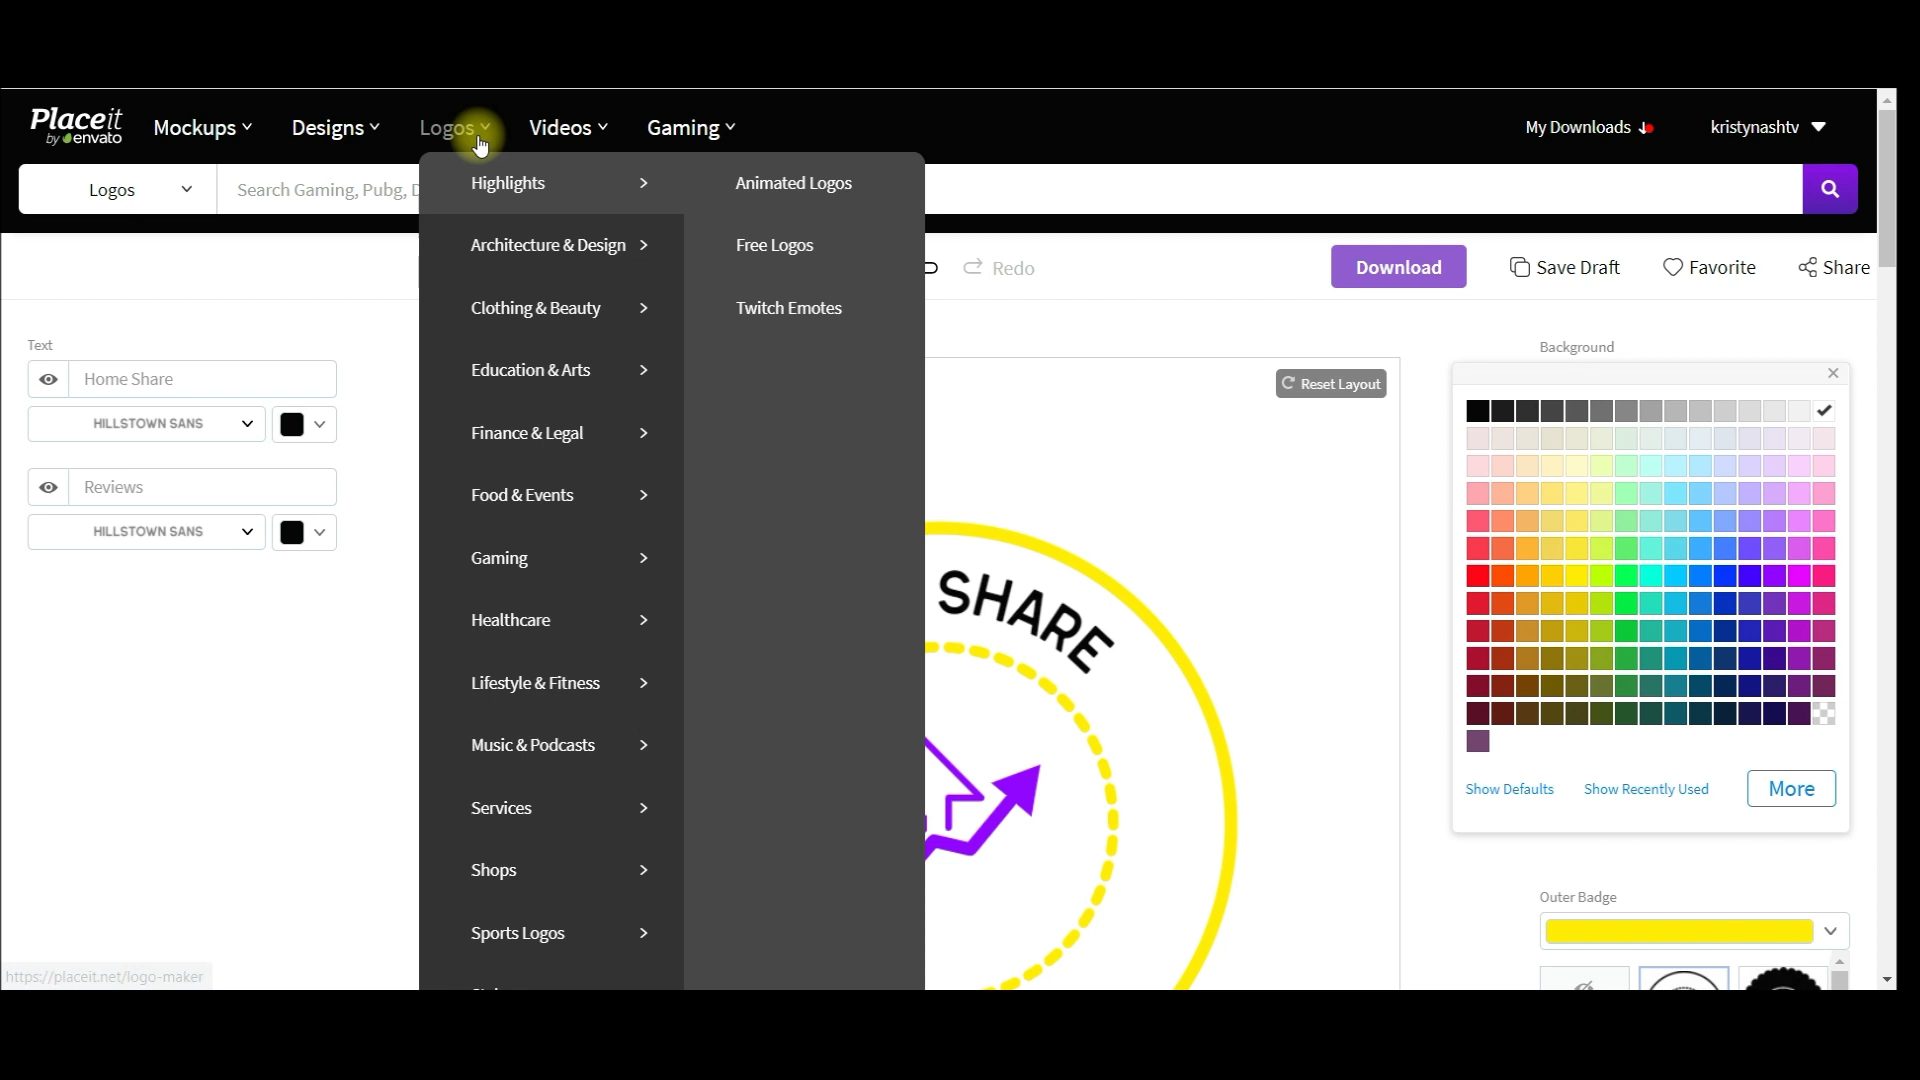 Placeit
by envato
Mockups
Designs
Logos
Videos
Gaming
My Downloads
kristynashtv
Logos
Search Gaming, Pubg,
Highlights
Animated Logos
Architecture & Design
Free Logos
Clothing & Beauty
Twitch Emotes
Education & Arts
Finance & Legal
Food & Events
Gaming
Healthcare
Lifestyle & Fitness
Music & Podcasts
Services
Shops
Sports Logos
Redo
Download
Save Draft
Favorite
Share
Text
Home Share
HILLSTOWN SANS
Reviews
HILLSTOWN SANS
Reset Layout
SHARE
Background
Show Defaults
Show Recently Used
More
Outer Badge
https://placeit.net/logo-maker